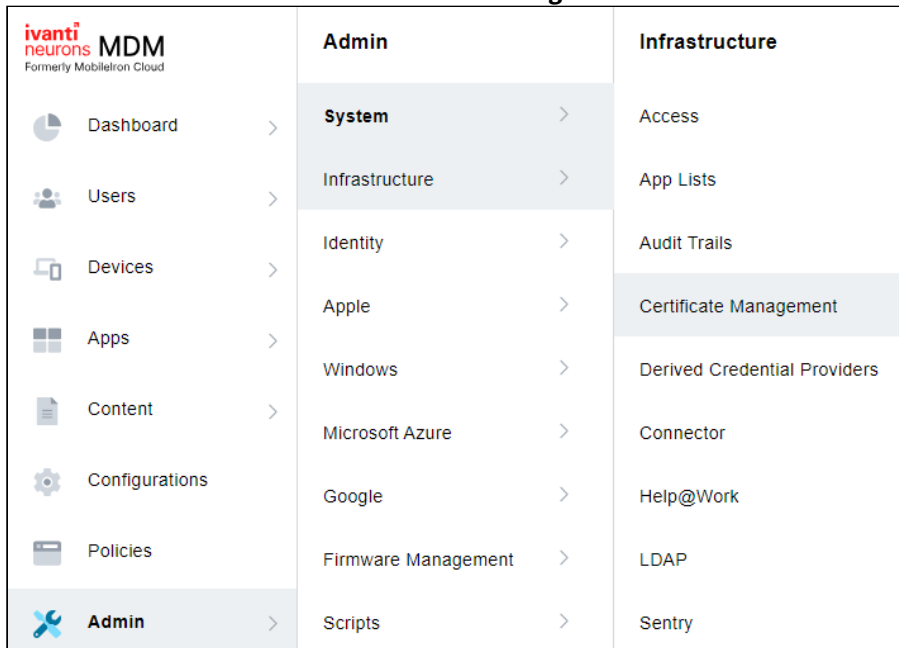 ivanti
neurons MDM
Formerly MobileIron Cloud
Dashboard
Users
Devices
Apps
Content
Configurations
Policies
Admin
Admin
System
Infrastructure
Identity
Apple
Windows
Microsoft Azure
Google
Firmware Management
Scripts
Infrastructure
Access
App Lists
Audit Trails
Certificate Management
Derived Credential Providers
Connector
Help@Work
LDAP
Sentry